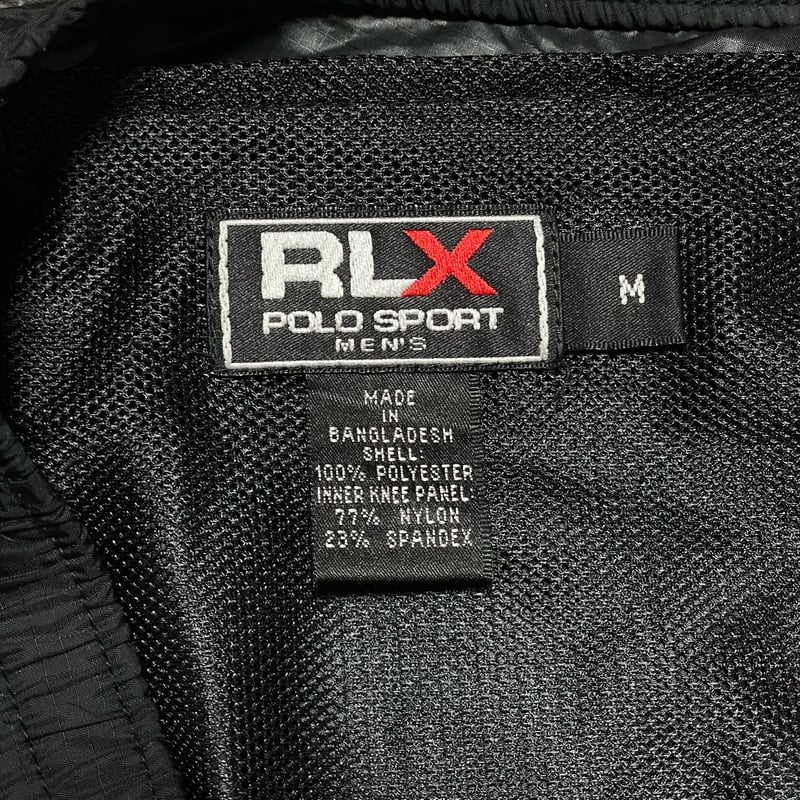 RLX
POLO SPORT
MEN'S
M
MADE
IN
BANGLADESH
SHELL:
100% POLYESTER
INNER KNEE PANEL:
77% NYLON
23% SPANDEX